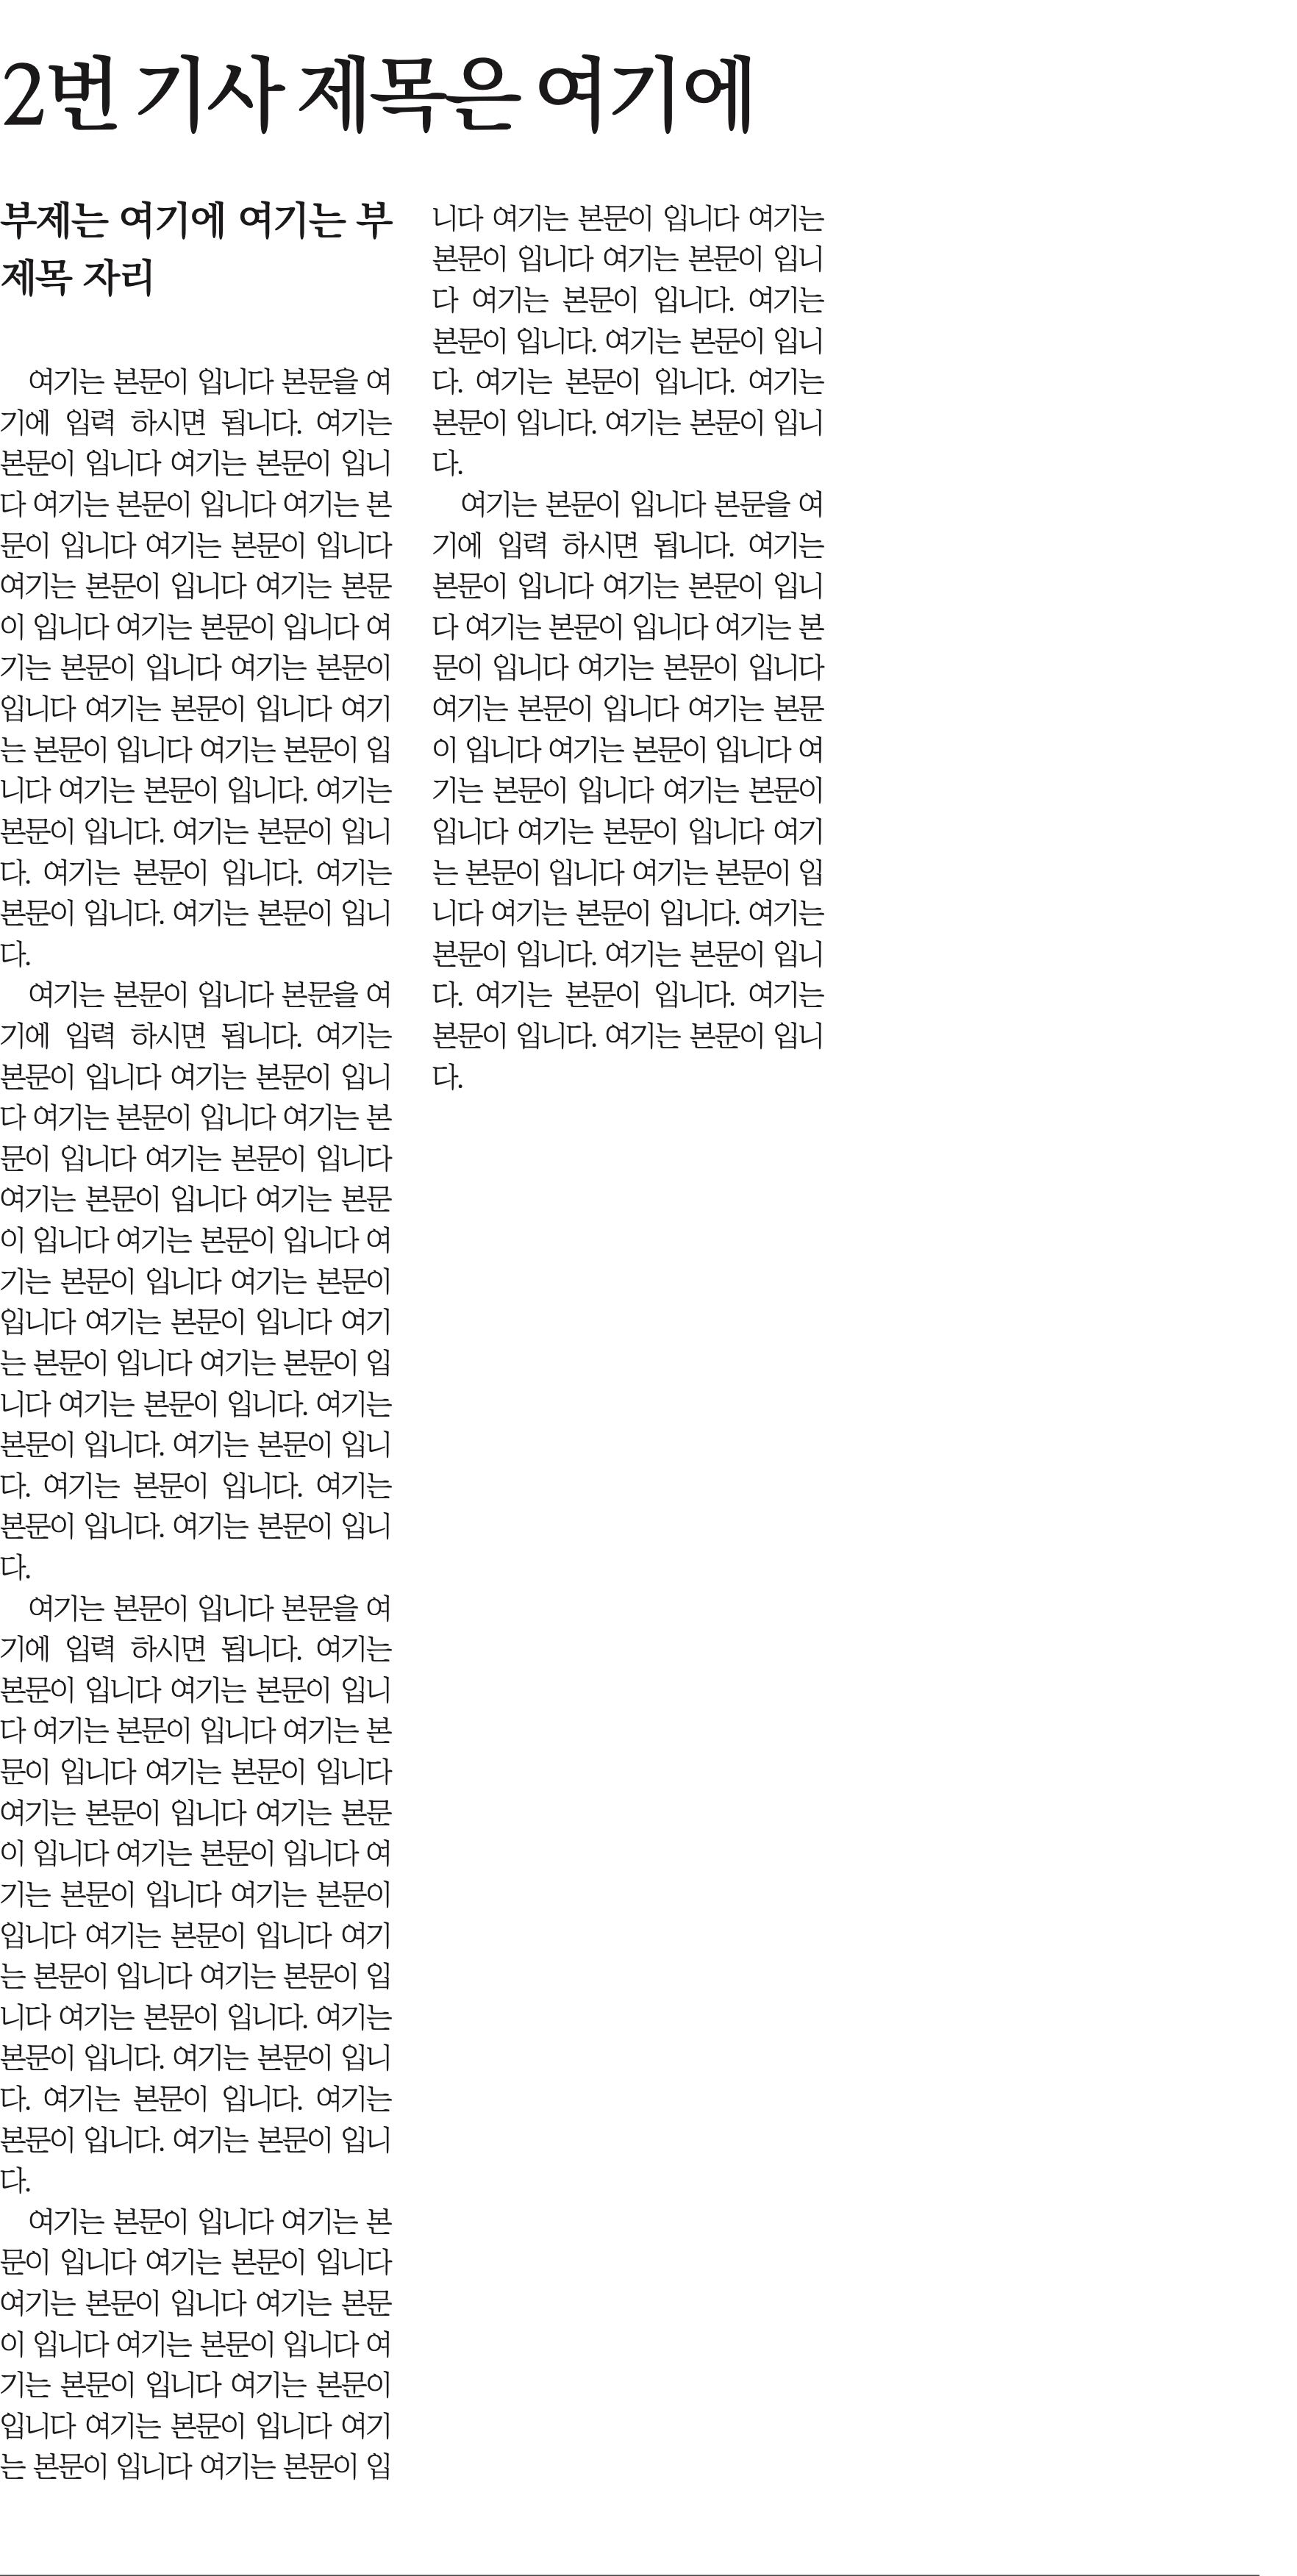 2번 기사 제목은 여기에
부제는 여기에 여기는 부
제목 자리
여기는 본문이 입니다 본문을 여
기에 입력 하시면 됩니다. 여기는
본문이 입니다 여기는 본문이 입니
다 여기는 본문이 입니다 여기는 본
문이 입니다 여기는 본문이 입니다
여기는 본문이 입니다 여기는 본문
이 입니다 여기는 본문이 입니다 여
기는 본문이 입니다 여기는 본문이
입니다 여기는 본문이 입니다 여기
는 본문이 입니다 여기는 본문이 입
니다 여기는 본문이 입니다. 여기는
본문이 입니다. 여기는 본문이 입니
다. 여기는 본문이 입니다. 여기는
본문이 입니다. 여기는 본문이 입니
다.
여기는 본문이 입니다 본문을 여
기에 입력 하시면 됩니다. 여기는
본문이 입니다 여기는 본문이 입니
다 여기는 본문이 입니다 여기는 본
문이 입니다 여기는 본문이 입니다
여기는 본문이 입니다 여기는 본문
이 입니다 여기는 본문이 입니다 여
기는 본문이 입니다 여기는 본문이
입니다 여기는 본문이 입니다 여기
는 본문이 입니다 여기는 본문이 입
니다 여기는 본문이 입니다. 여기는
본문이 입니다. 여기는 본문이 입니
다. 여기는 본문이 입니다. 여기는
본문이 입니다. 여기는 본문이 입니
다.
여기는 본문이 입니다 본문을 여
기에 입력 하시면 됩니다. 여기는
본문이 입니다 여기는 본문이 입니
다 여기는 본문이 입니다 여기는 본
문이 입니다 여기는 본문이 입니다
여기는 본문이 입니다 여기는 본문
이 입니다 여기는 본문이 입니다 여
기는 본문이 입니다 여기는 본문이
입니다 여기는 본문이 입니다 여기
는 본문이 입니다 여기는 본문이 입
니다 여기는 본문이 입니다. 여기는
본문이 입니다. 여기는 본문이 입니
다. 여기는 본문이 입니다. 여기는
본문이 입니다. 여기는 본문이 입니
다.
여기는 본문이 입니다 여기는 본
문이 입니다 여기는 본문이 입니다
여기는 본문이 입니다 여기는 본문
이 입니다 여기는 본문이 입니다 여
기는 본문이 입니다 여기는 본문이
입니다 여기는 본문이 입니다 여기
는 본문이 입니다 여기는 본문이 입
니다 여기는 본문이 입니다 여기는
본문이 입니다 여기는 본문이 입니
다 여기는 본문이 입니다. 여기는
본문이 입니다. 여기는 본문이 입니
다. 여기는 본문이 입니다. 여기는
본문이 입니다. 여기는 본문이 입니
다.
여기는 본문이 입니다 본문을 여
기에 입력 하시면 됩니다. 여기는
본문이 입니다 여기는 본문이 입니
다 여기는 본문이 입니다 여기는 본
문이 입니다 여기는 본문이 입니다
여기는 본문이 입니다 여기는 본문
이 입니다 여기는 본문이 입니다 여
기는 본문이 입니다 여기는 본문이
입니다 여기는 본문이 입니다 여기
는 본문이 입니다 여기는 본문이 입
니다 여기는 본문이 입니다. 여기는
본문이 입니다. 여기는 본문이 입니
다. 여기는 본문이 입니다. 여기는
본문이 입니다. 여기는 본문이 입니
다.